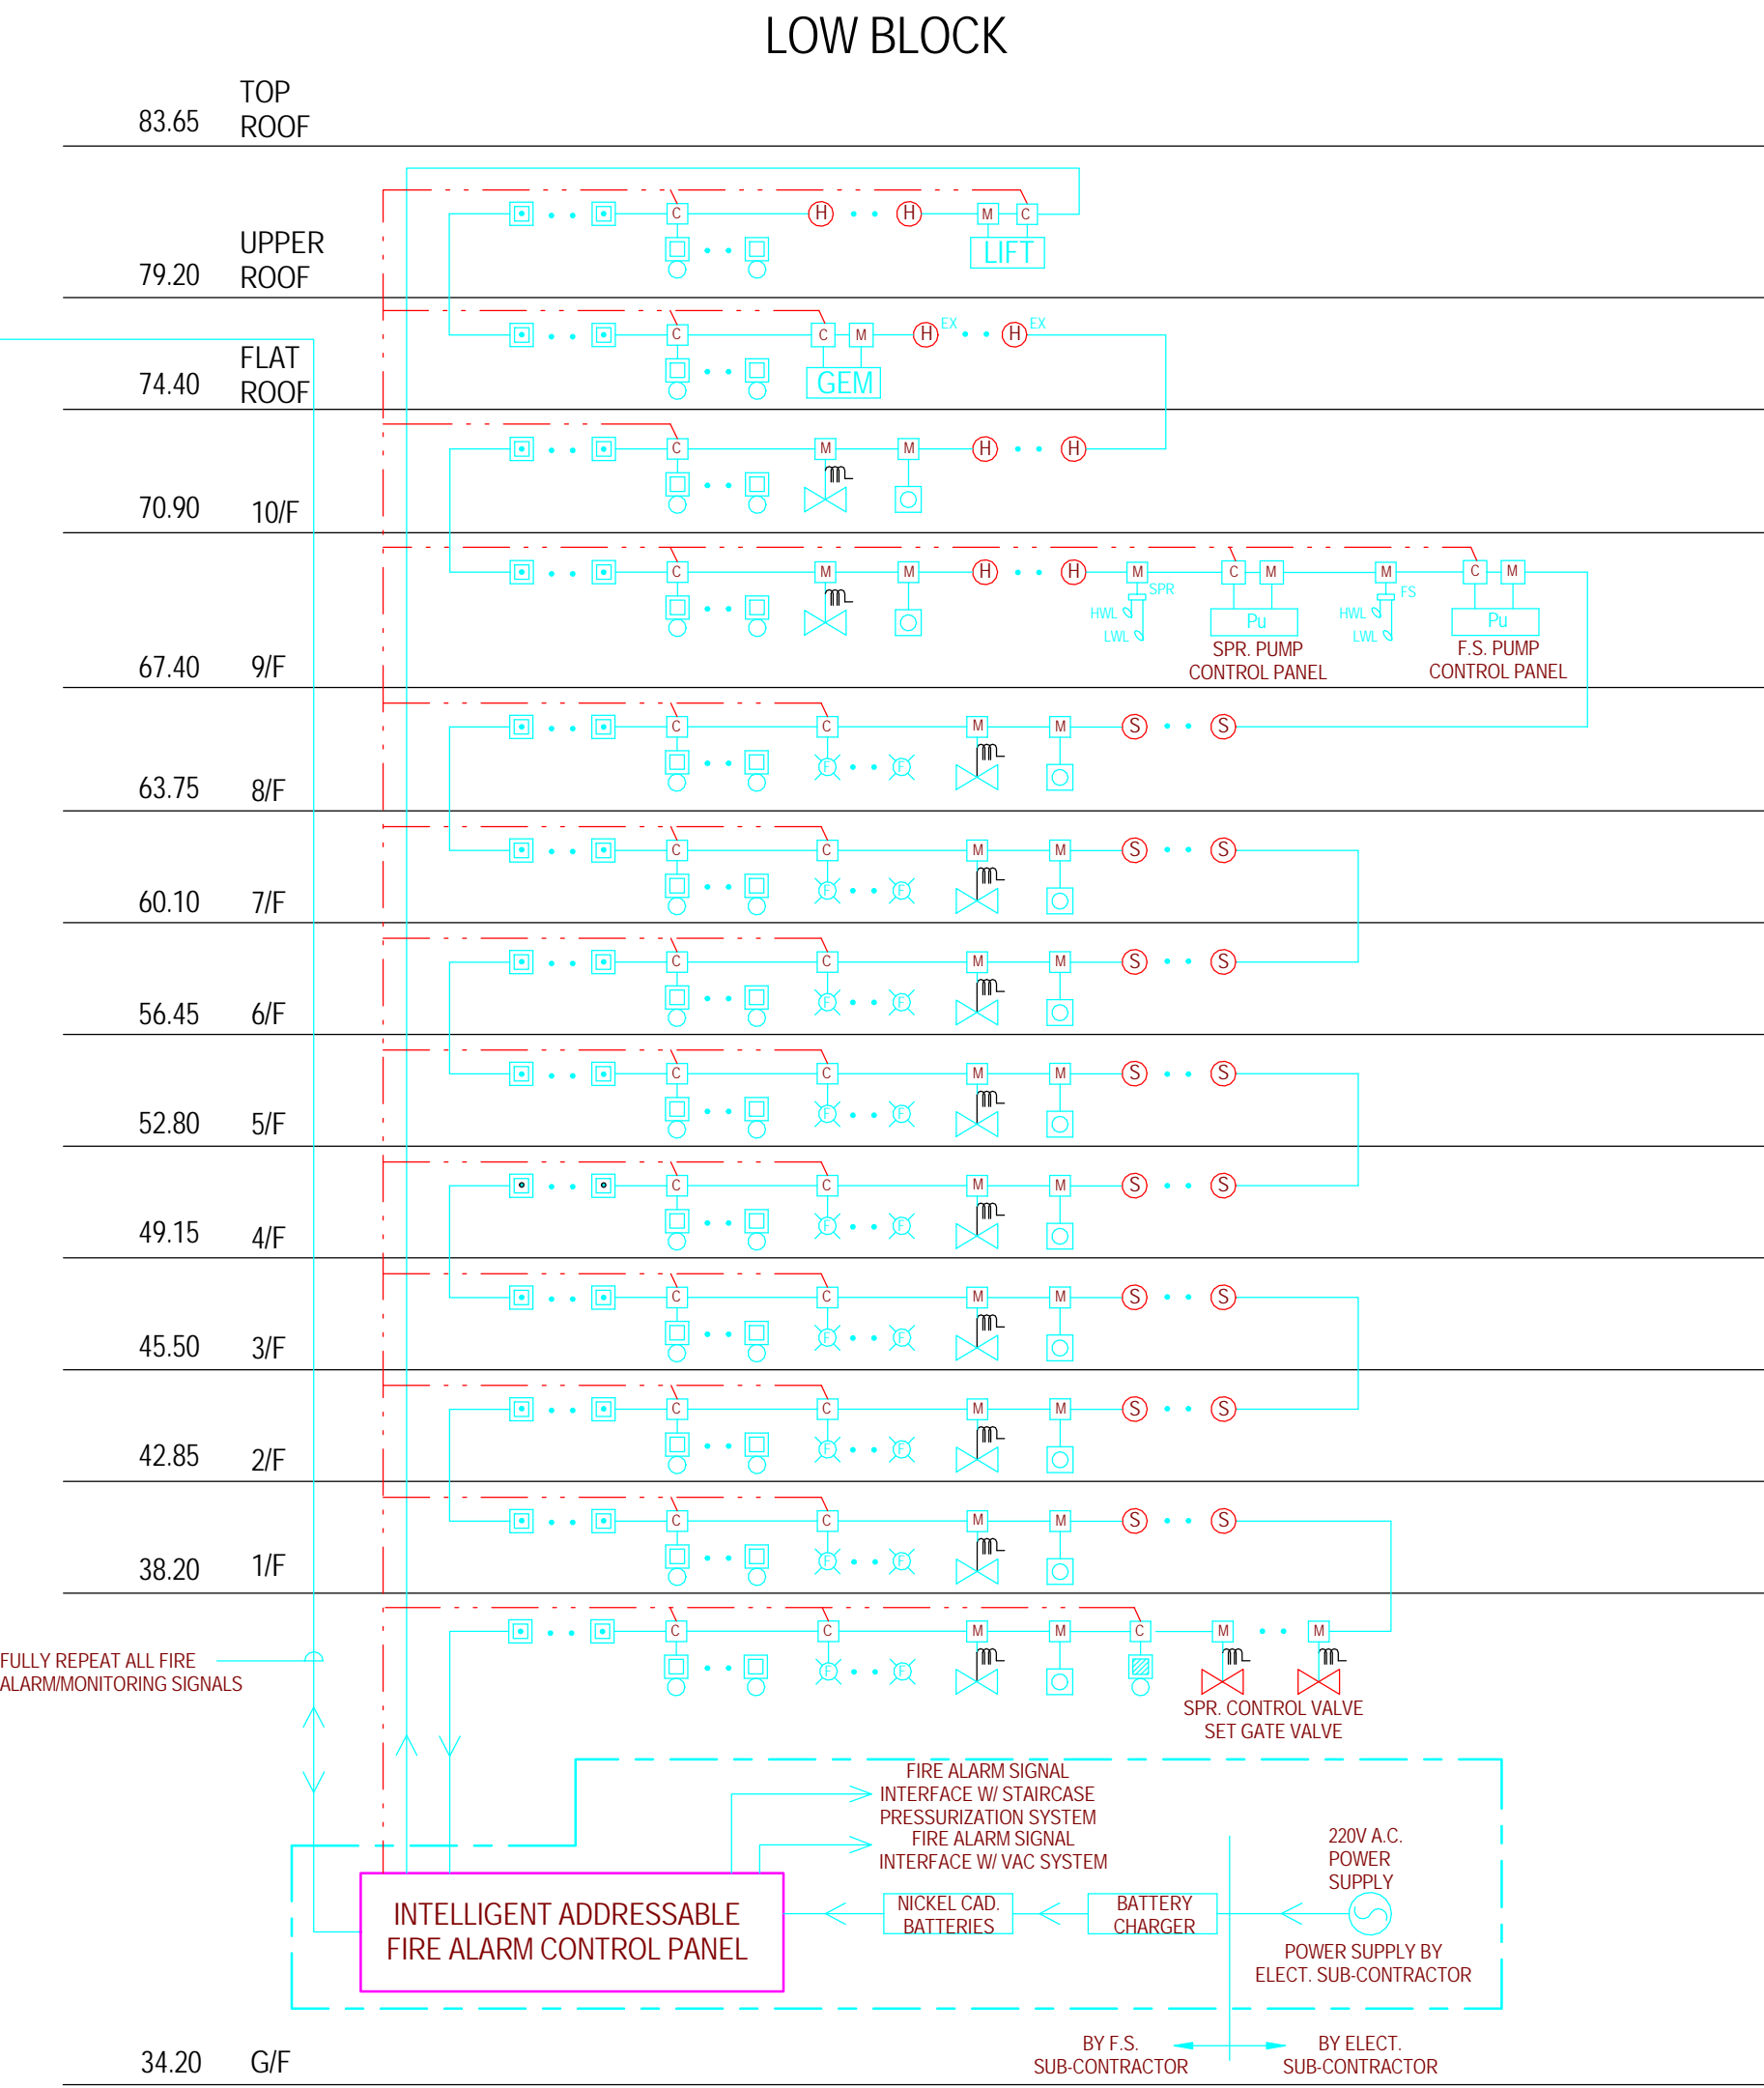 LOW BLOCK
TOP
83.65 ROOF
C H H M C
LIFT
UPPER
79.20 ROOF
C C M H EX H EX
GEM
FLAT
74.40 ROOF
C M M H H
70.90 10/F
C M M H H M C M M C M
SPR FS
HWL HWL
LWL LWL
Pu Pu
SPR. PUMP
CONTROL PANEL
F.S. PUMP
CONTROL PANEL
67.40 9/F
C C M M S S
F F
63.75 8/F
C C M M S S
F F
60.10 7/F
C C M M S S
F F
56.45 6/F
C C M M S S
F F
52.80 5/F
C C M M S S
F F
49.15 4/F
C C M M S S
F F
45.50 3/F
C C M M S S
F F
42.85 2/F
C C M M S S
F F
38.20 1/F
C C M M C M M
F F
FULLY REPEAT ALL FIRE
ALARM/MONITORING SIGNALS
SPR. CONTROL VALVE
SET GATE VALVE
FIRE ALARM SIGNAL
INTERFACE W/ STAIRCASE
PRESSURIZATION SYSTEM
FIRE ALARM SIGNAL
INTERFACE W/ VAC SYSTEM
220V A.C.
POWER
SUPPLY
INTELLIGENT ADDRESSABLE
FIRE ALARM CONTROL PANEL
NICKEL CAD.
BATTERIES
BATTERY
CHARGER
POWER SUPPLY BY
ELECT. SUB-CONTRACTOR
BY F.S.
SUB-CONTRACTOR
BY ELECT.
SUB-CONTRACTOR
34.20 G/F